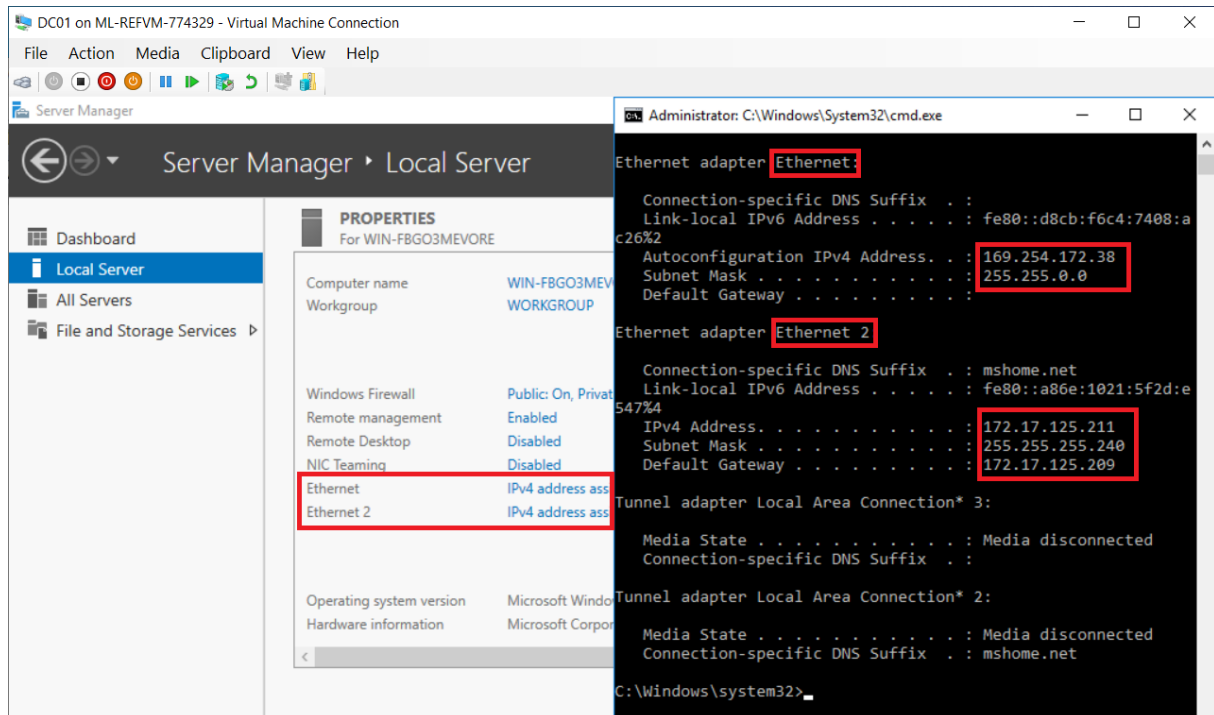 DC01 on ML-REFVM-774329 - Virtual Machine Connection
File Action Media Clipboard View Help
Server Manager
Server Manager • Local Server
Dashboard
Local Server
All Servers
File and Storage Services
PROPERTIES
For WIN-FBGO3MEVORE
Computer name WIN-FBGO3MEV
Workgroup WORKGROUP
Windows Firewall Public: On, Privat
Remote management Enabled
Remote Desktop Disabled
NIC Teaming Disabled
Ethernet IPv4 address ass
Ethernet 2 IPv4 address ass
Operating system version Microsoft Windo
Hardware information Microsoft Corpor
Administrator: C:\Windows\System32\cmd.exe
Ethernet adapter Ethernet:
Connection-specific DNS Suffix . :
Link-local IPv6 Address . . . . . : fe80::d8cb:f6c4:7408:a
c26%2
Autoconfiguration IPv4 Address. . : 169.254.172.38
Subnet Mask . . . . . . . . . . . : 255.255.0.0
Default Gateway . . . . . . . . . :
Ethernet adapter Ethernet 2
Connection-specific DNS Suffix . : mshome.net
Link-local IPv6 Address . . . . . : fe80::a86e:1021:5f2d:e
547%4
IPv4 Address. . . . . . . . . . . : 172.17.125.211
Subnet Mask . . . . . . . . . . . : 255.255.255.240
Default Gateway . . . . . . . . . : 172.17.125.209
Tunnel adapter Local Area Connection* 3:
Media State . . . . . . . . . . . : Media disconnected
Connection-specific DNS Suffix . :
Tunnel adapter Local Area Connection* 2:
Media State . . . . . . . . . . . : Media disconnected
Connection-specific DNS Suffix . : mshome.net
C:\Windows\system32>_